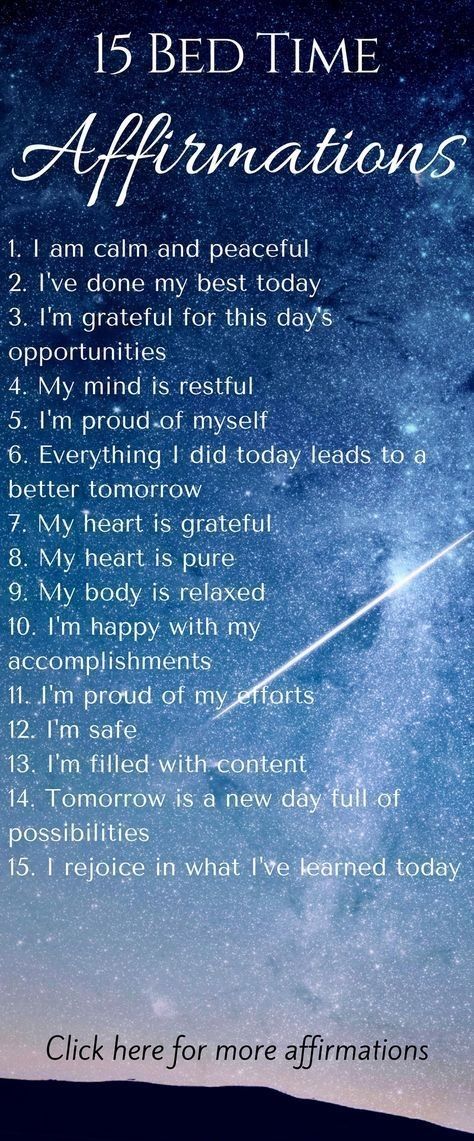 15 Bed Time
Affirmations
1. I am calm and peaceful
2. I've done my best today
3. I'm grateful for this day's
opportunities
4. My mind is restful
5. I'm proud of myself
6. Everything I did today leads to a
better tomorrow
7. My heart is grateful
8. My heart is pure
9. My body is relaxed
10. I'm happy with my
accomplishments
11. I'm proud of my efforts
12. I'm safe
13. I'm filled with content
14. Tomorrow is a new day full of
possibilities
15. I rejoice in what I've learned today
Click here for more affirmations